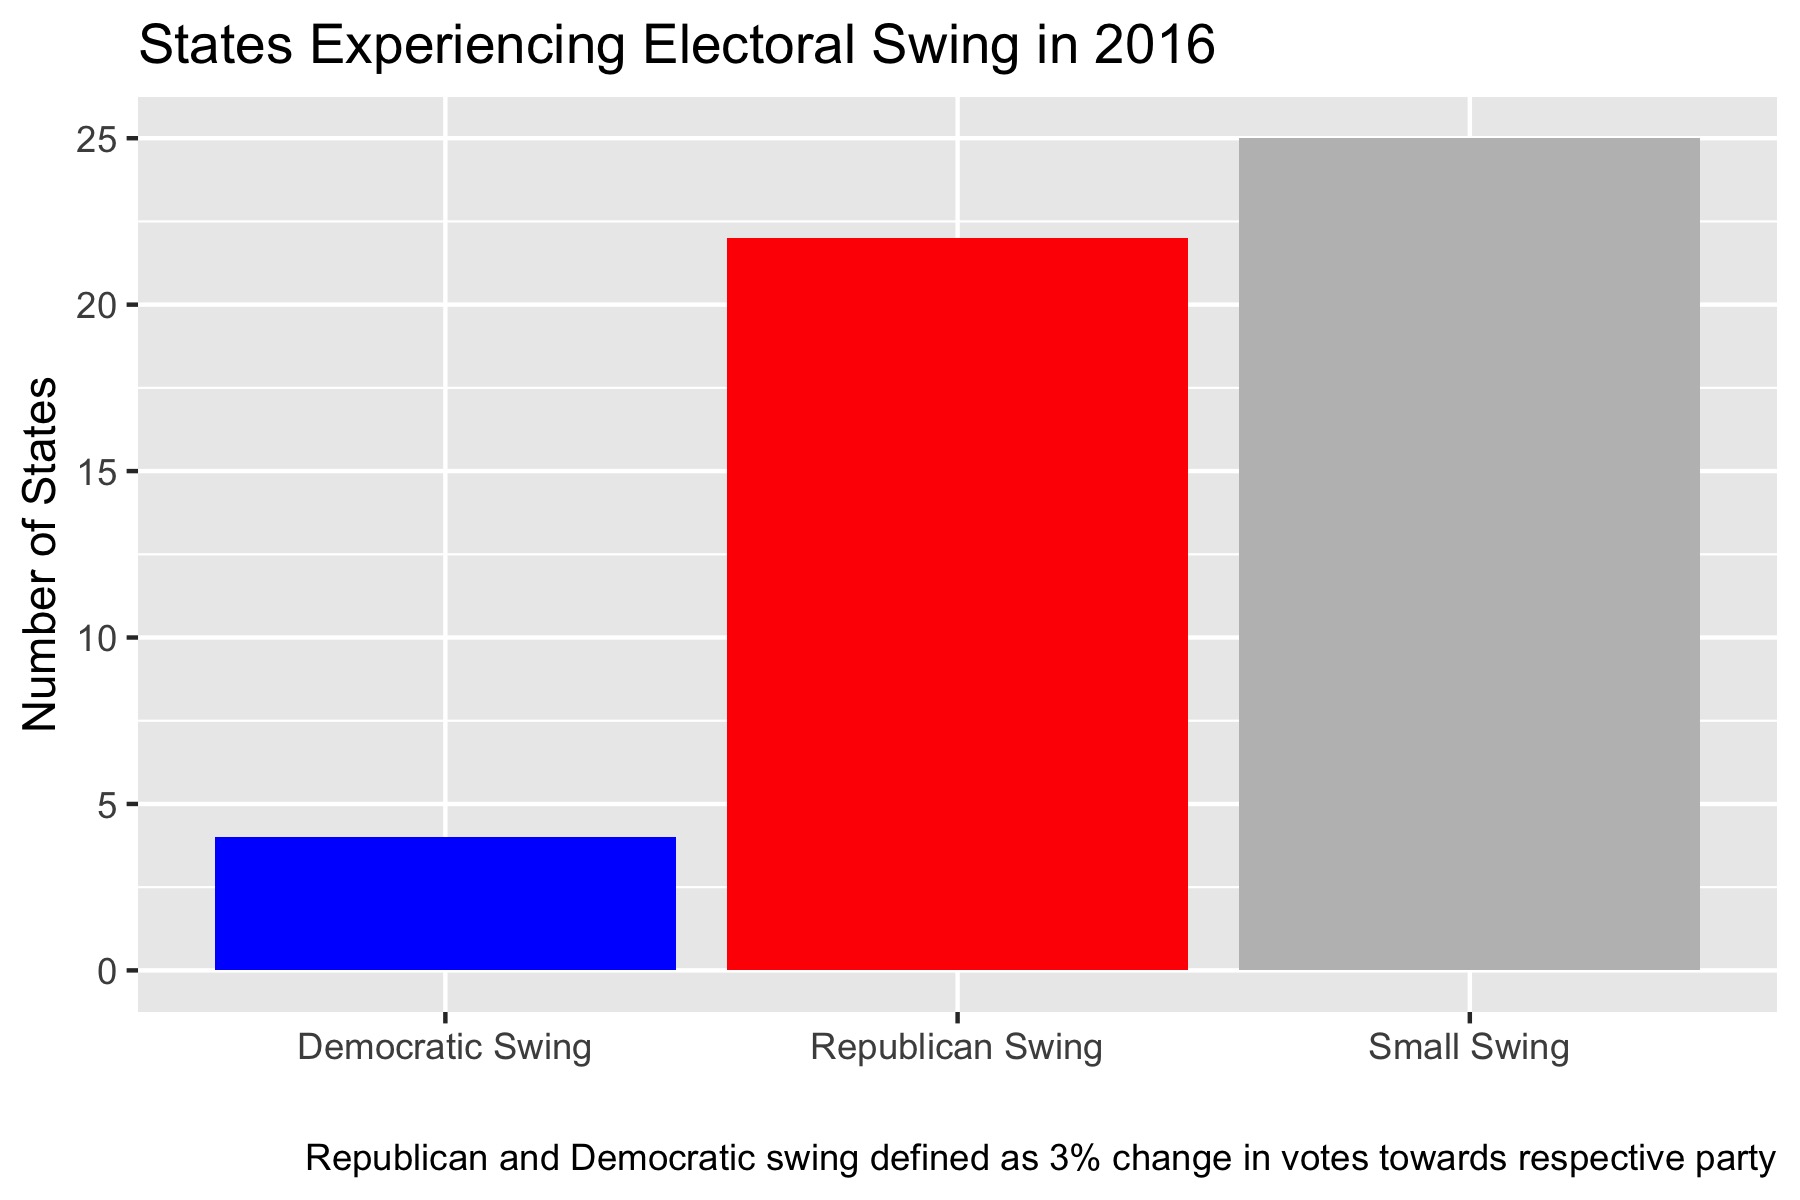 States Experiencing Electoral Swing in 2016
Number of States
25
20
15
10
5
0
Democratic Swing
Republican Swing
Small Swing
Republican and Democratic swing defined as 3% change in votes towards respective party